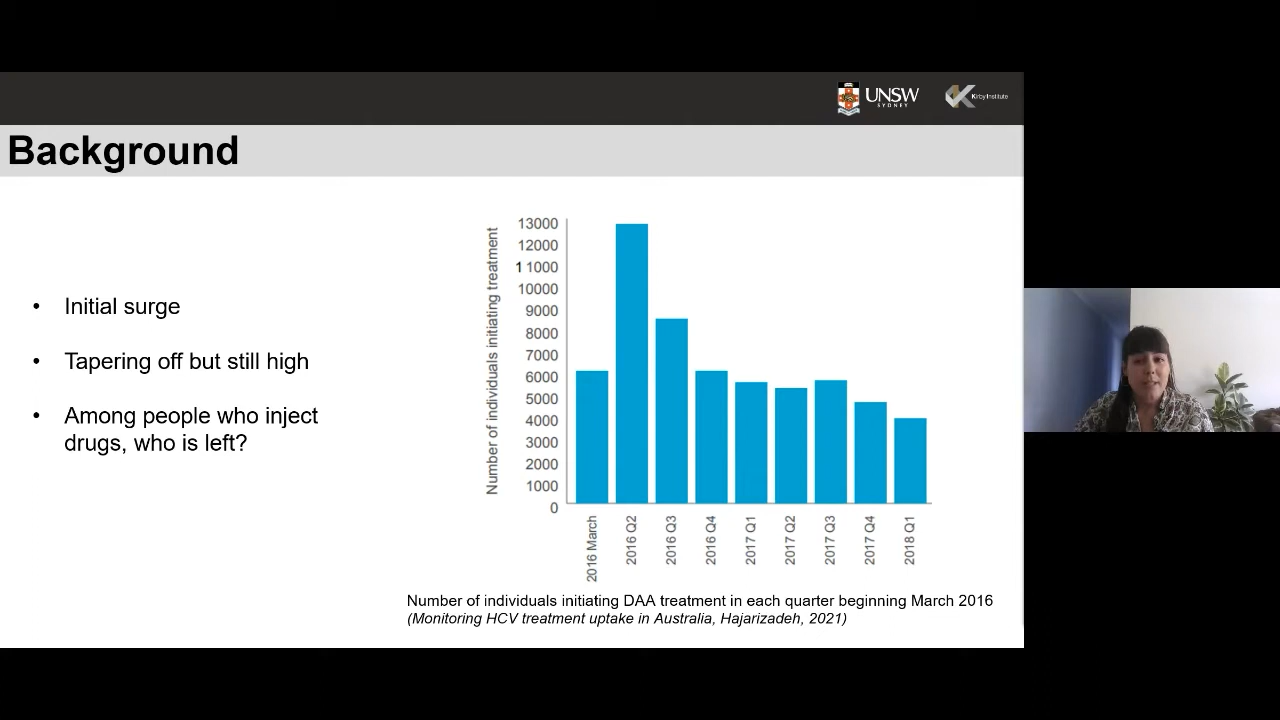 UNSW
SYDNEY
Kirby Institute
Background
• Initial surge
• Tapering off but still high
• Among people who inject
drugs, who is left?
Number of individuals initiating treatment
13000
12000
11000
10000
9000
8000
7000
6000
5000
4000
3000
2000
1000
0
2016 March
2016 Q2
2016 Q3
2016 Q4
2017 Q1
2017 Q2
2017 Q3
2017 Q4
2018 Q1
Number of individuals initiating DAA treatment in each quarter beginning March 2016
(Monitoring HCV treatment uptake in Australia, Hajarizadeh, 2021)